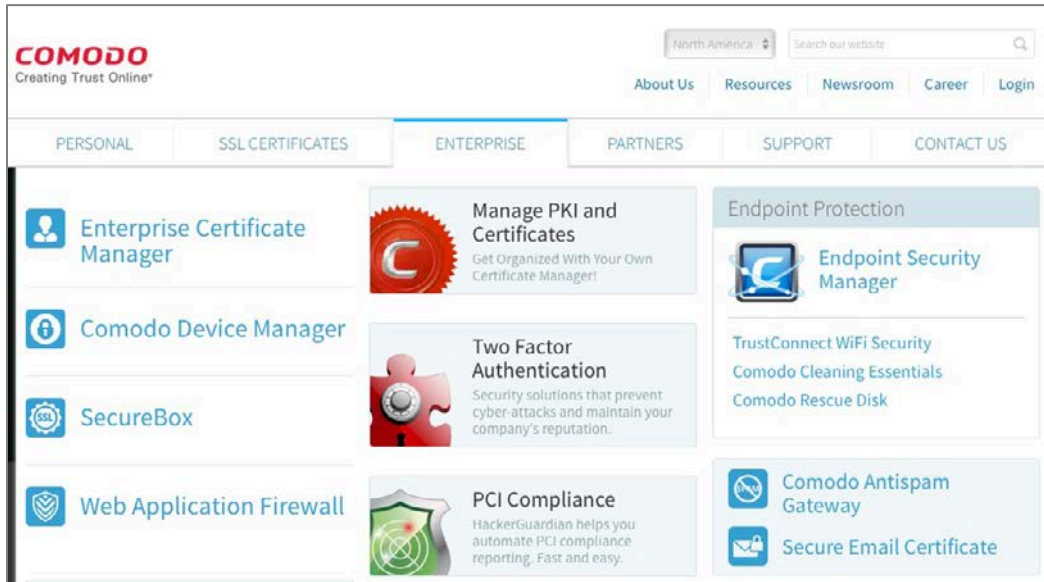 North America
Search our website
COMODO
Creating Trust Online*
About Us
Resources
Newsroom
Career
Login
PERSONAL
SSL CERTIFICATES
ENTERPRISE
PARTNERS
SUPPORT
CONTACT US
Enterprise Certificate
Manager
Comodo Device Manager
SSL
SecureBox
Web Application Firewall
C
Manage PKI and
Certificates
Get Organized With Your Own
Certificate Manager!
Two Factor
Authentication
Security solutions that prevent
cyber-attacks and maintain your
company's reputation.
PCI Compliance
HackerGuardian helps you
automate PCI compliance
reporting. Fast and easy.
Endpoint Protection
C
Endpoint Security
Manager
TrustConnect WiFi Security
Comodo Cleaning Essentials
Comodo Rescue Disk
SPAM
Comodo Antispam
Gateway
Secure Email Certificate